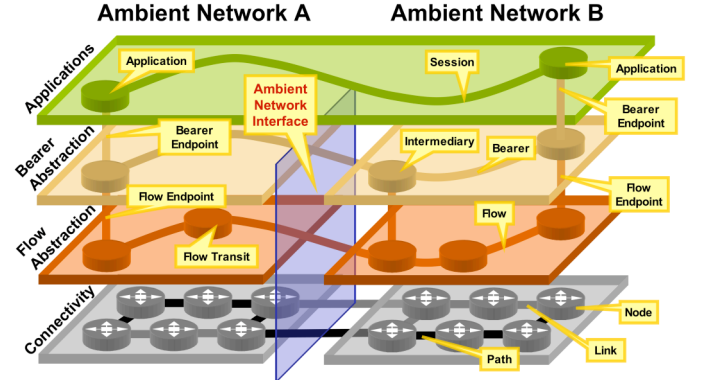 Ambient Network A
Ambient Network B
Applications
Application
Session
Application
Ambient
Network
Interface
Bearer
Endpoint
Bearer
Abstraction
Bearer
Endpoint
Intermediary
Bearer
Flow
Abstraction
Flow Endpoint
Flow
Endpoint
Flow
Flow Transit
Connectivity
Node
Link
Path